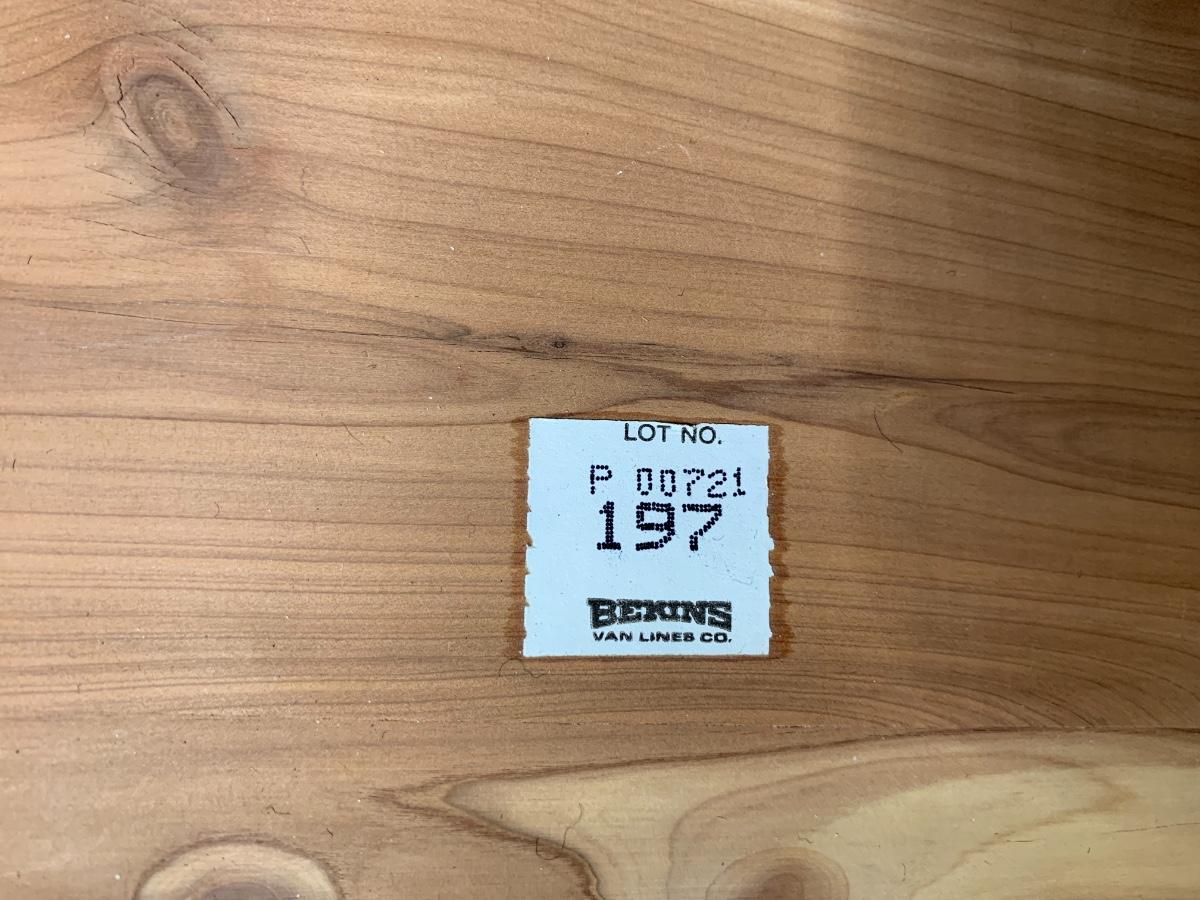 LOT NO.
P 00721
197
BEKINS
VAN LINES CO.